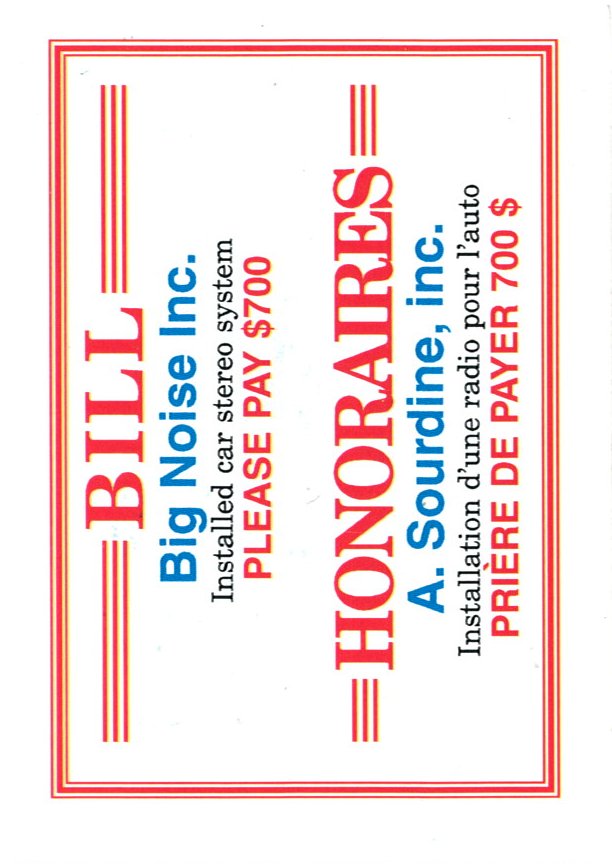 BILL
Big Noise Inc.
Installed car stereo system
PLEASE PAY $700
HONORAIRES
A. Sourdine, inc.
Installation d'une radio pour l'auto
PRIÈRE DE PAYER 700 $